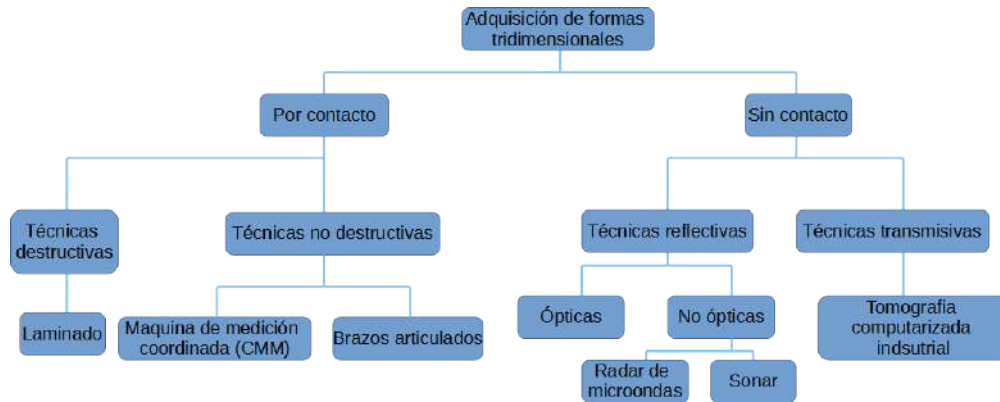 Adquisición de formas
tridimensionales
Por contacto
Sin contacto
Técnicas
destructivas
Técnicas no destructivas
Técnicas reflectivas
Técnicas transmisivas
Laminado
Maquina de medición
coordinada (CMM)
Brazos articulados
Ópticas
No ópticas
Tomografía
computarizada
indsutrial
Radar de
microondas
Sonar